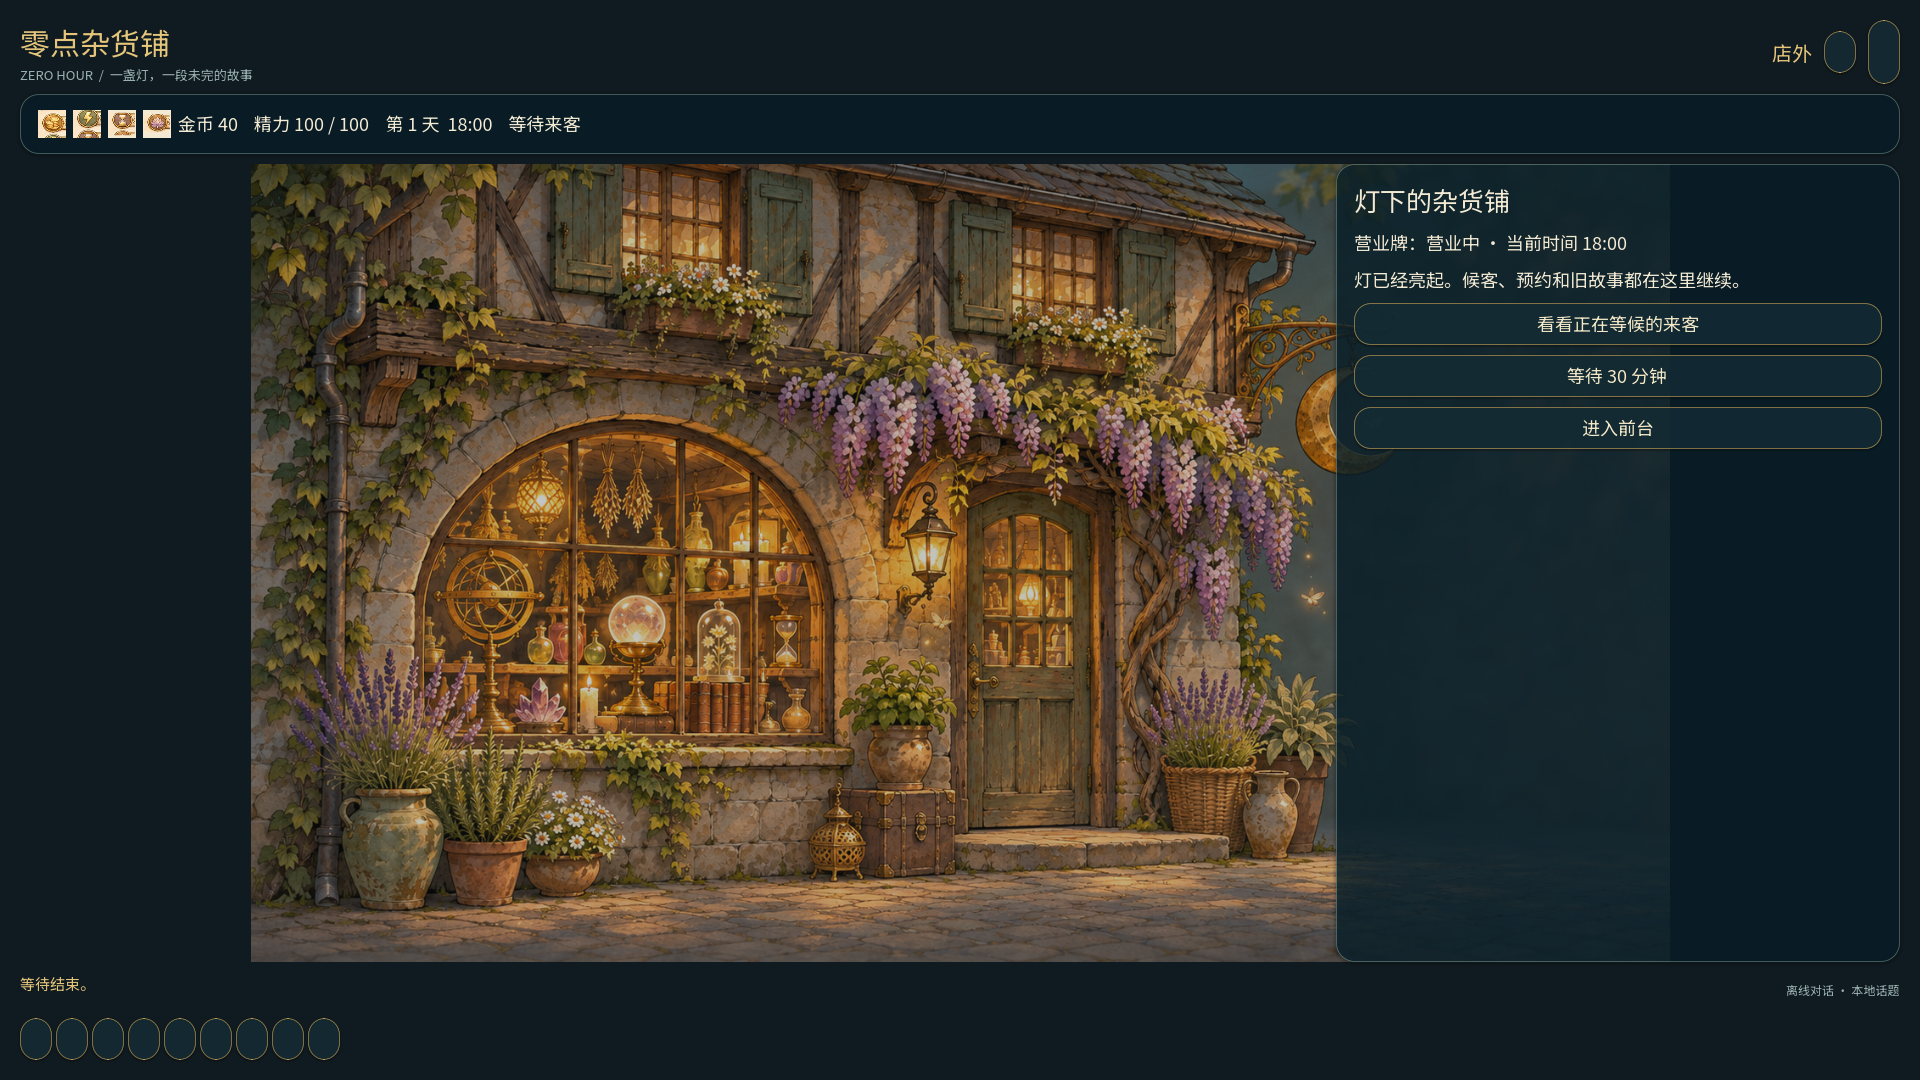 零点杂货铺
ZERO HOUR / 一盏灯，一段未完的故事
店外
金币 40 精力 100 / 100 第 1 天 18:00 等待来客
灯下的杂货铺
营业牌：营业中 · 当前时间 18:00
灯已经亮起。候客、预约和旧故事都在这里继续。
看看正在等候的来客
等待 30 分钟
进入前台
等待结束。
离线对话 · 本地话题